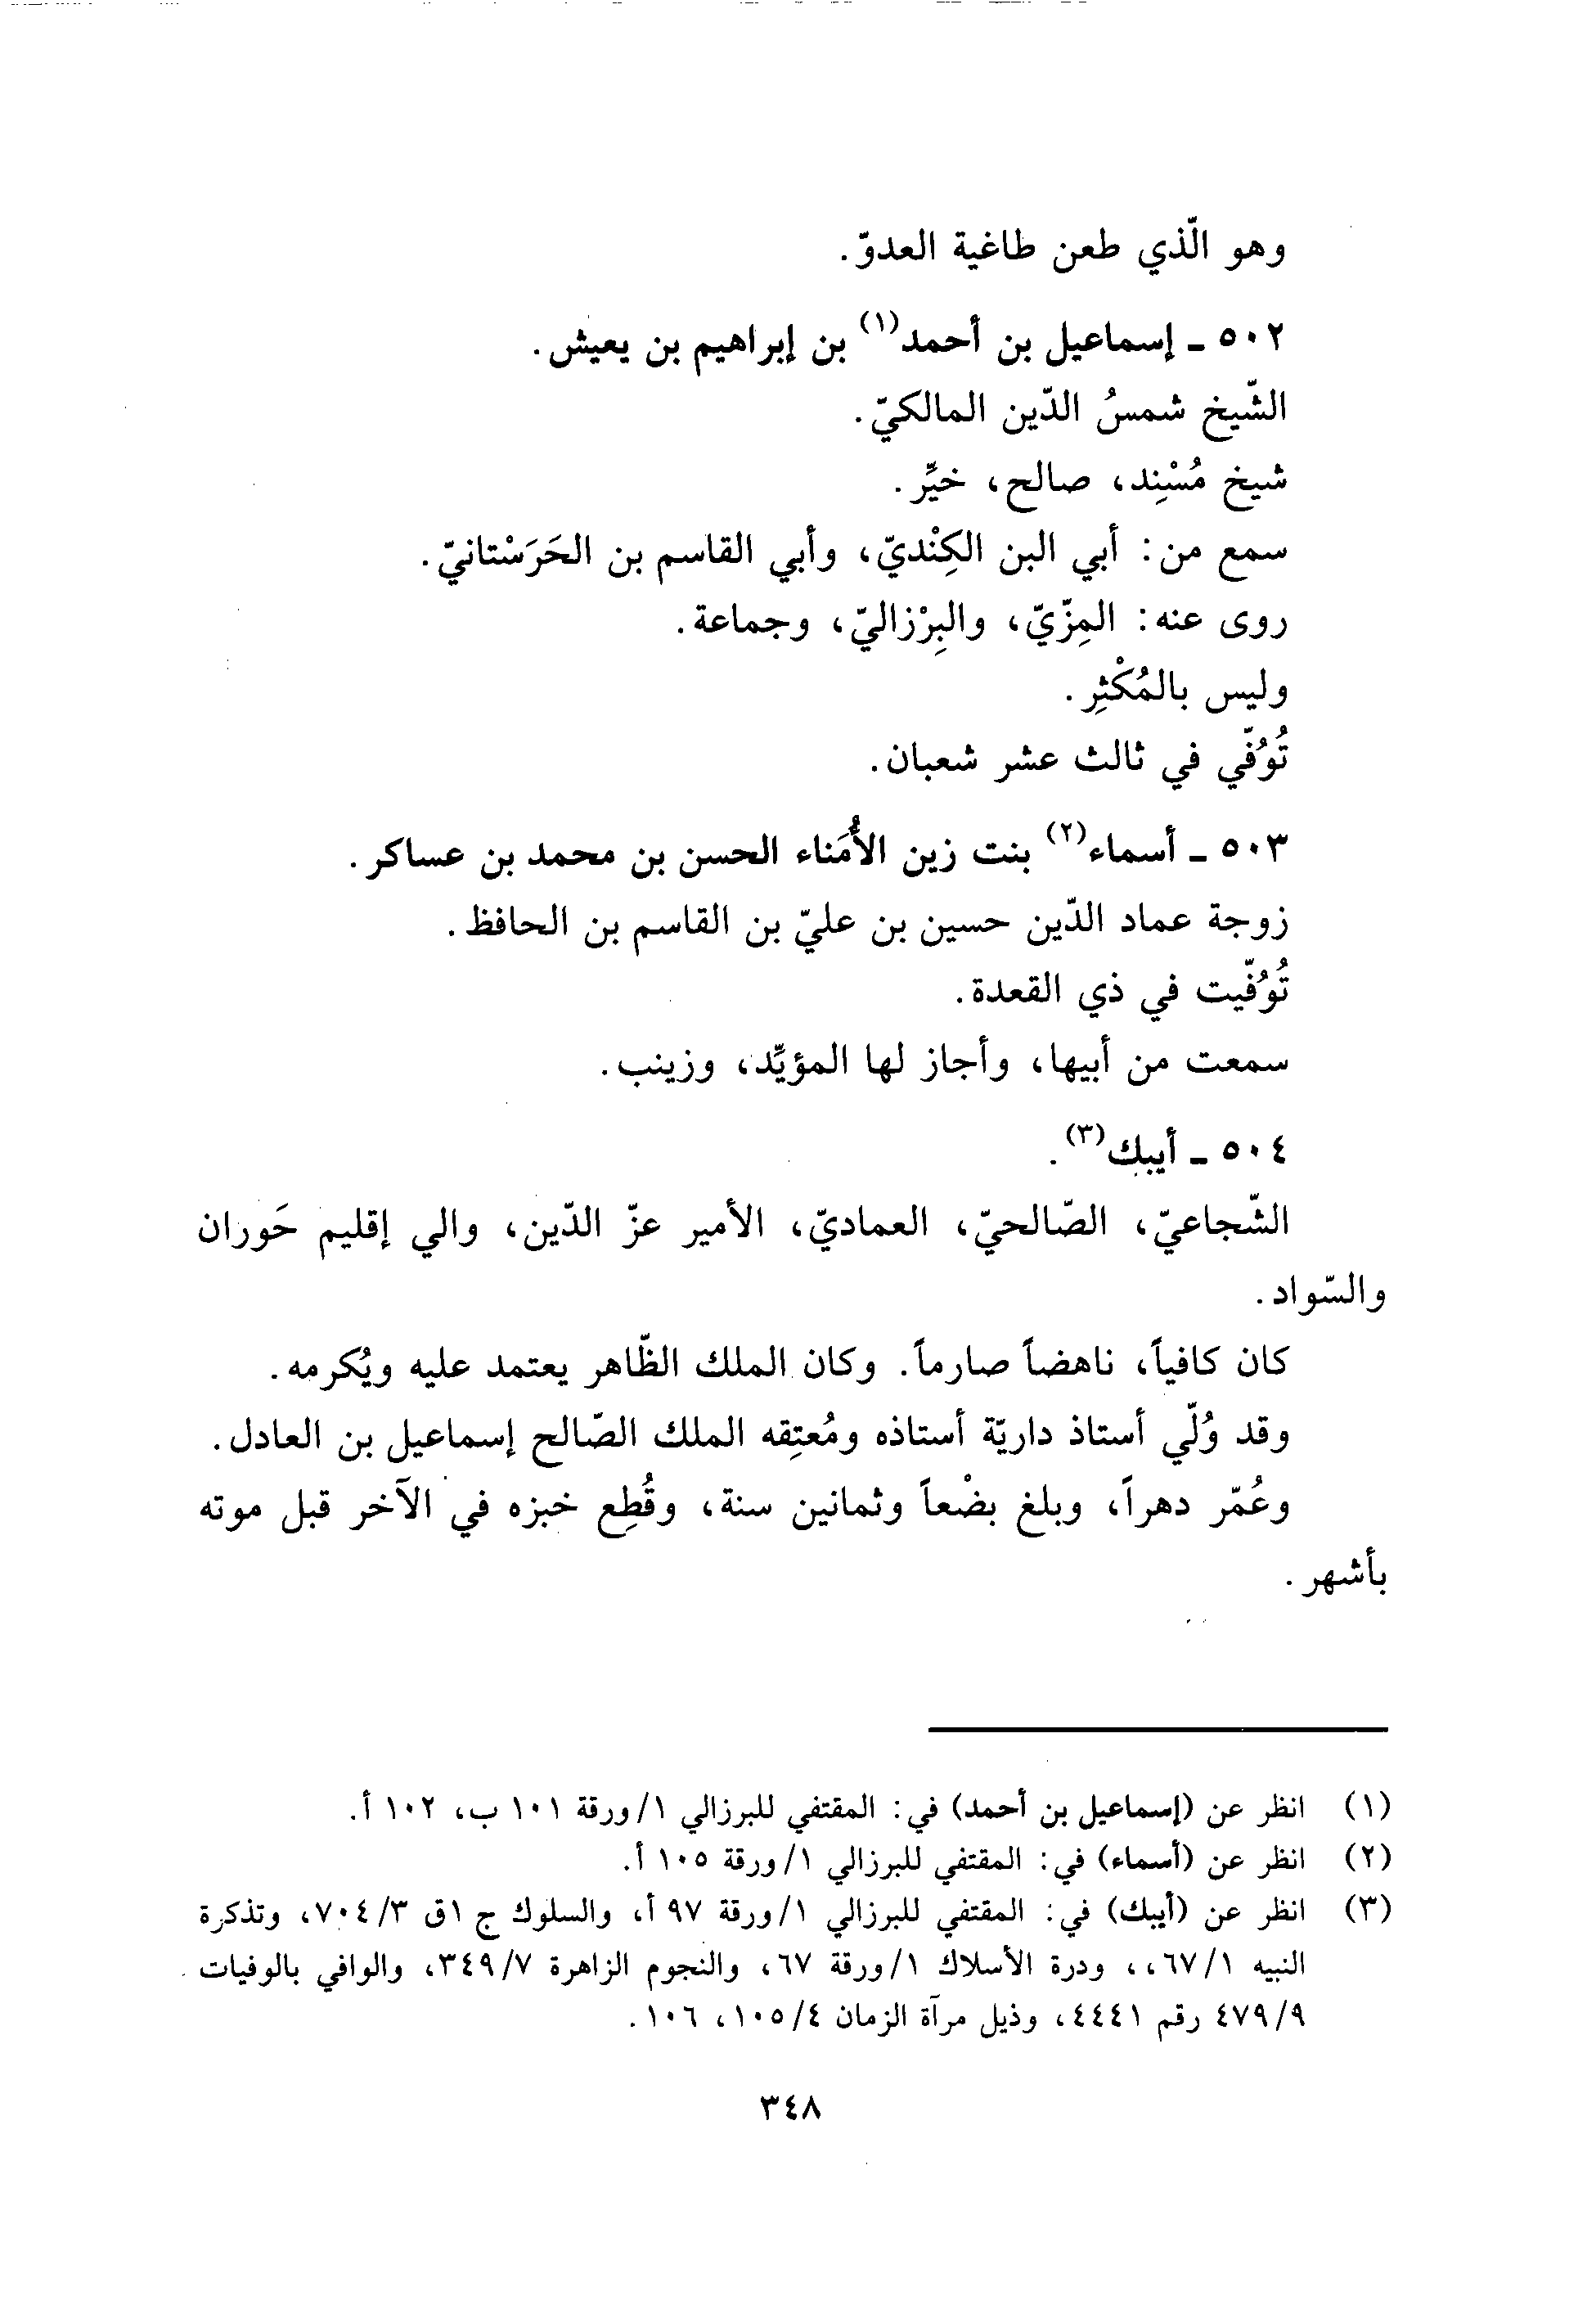 وهو الّذي طعن طاغية العدوّ.
٥٠٢ ـ إسماعيل بن أحمد(١) بن إبراهيم بن يعيش.
الشّيخ شمسُ الدّين المالكيّ.
شيخ مُسْنِد، صالح، خيِّر.
سمع من: أبي البن الكِنْديّ، وأبي القاسم بن الحَرَسْتانيّ.
روى عنه: المِزّيّ، والبِرْزاليّ، وجماعة.
وليس بالمُكْثِر.
تُوُفّي في ثالث عشر شعبان.
٥٠٣ ـ أسماء(٢) بنت زين الأُمَناء الحسن بن محمد بن عساكر.
زوجة عماد الدّين حسين بن عليّ بن القاسم بن الحافظ.
تُوُفّيت في ذي القعدة.
سمعت من أبيها، وأجاز لها المؤيِّد، وزينب.
٥٠٤ ـ أيبك(٣).
الشّجاعيّ، الصّالحيّ، العماديّ، الأمير عزّ الدّين، والي إقليم حَوران
والسّواد.
كان كافياً، ناهضاً صارماً. وكان الملك الظّاهر يعتمد عليه ويُكرمه.
وقد وُلّي أستاذ داريّة أستاذه ومُعتِقه الملك الصّالح إسماعيل بن العادل.
وعُمّر دهراً، وبلغ بضْعاً وثمانين سنة، وقُطِع خبزه في الآخر قبل موته
بأشهر.
(١) انظر عن (إسماعيل بن أحمد) في: المقتفي للبرزالي ١/ورقة ١٠١ ب، ١٠٢ أ.
(٢) انظر عن (أسماء) في: المقتفي للبرزالي ١/ورقة ١٠٥ أ.
(٣) انظر عن (أيبك) في: المقتفي للبرزالي ١/ورقة ٩٧ أ، والسلوك ج ١ق ٧٠٤/٣، وتذكرة
النبيه ٦٧/١،، ودرة الأسلاك ١/ورقة ٦٧، والنجوم الزاهرة ٣٤٩/٧، والوافي بالوفيات
٤٧٩/٩ رقم ٤٤٤١، وذيل مرآة الزمان ١٠٥/٤، ١٠٦.
٣٤٨